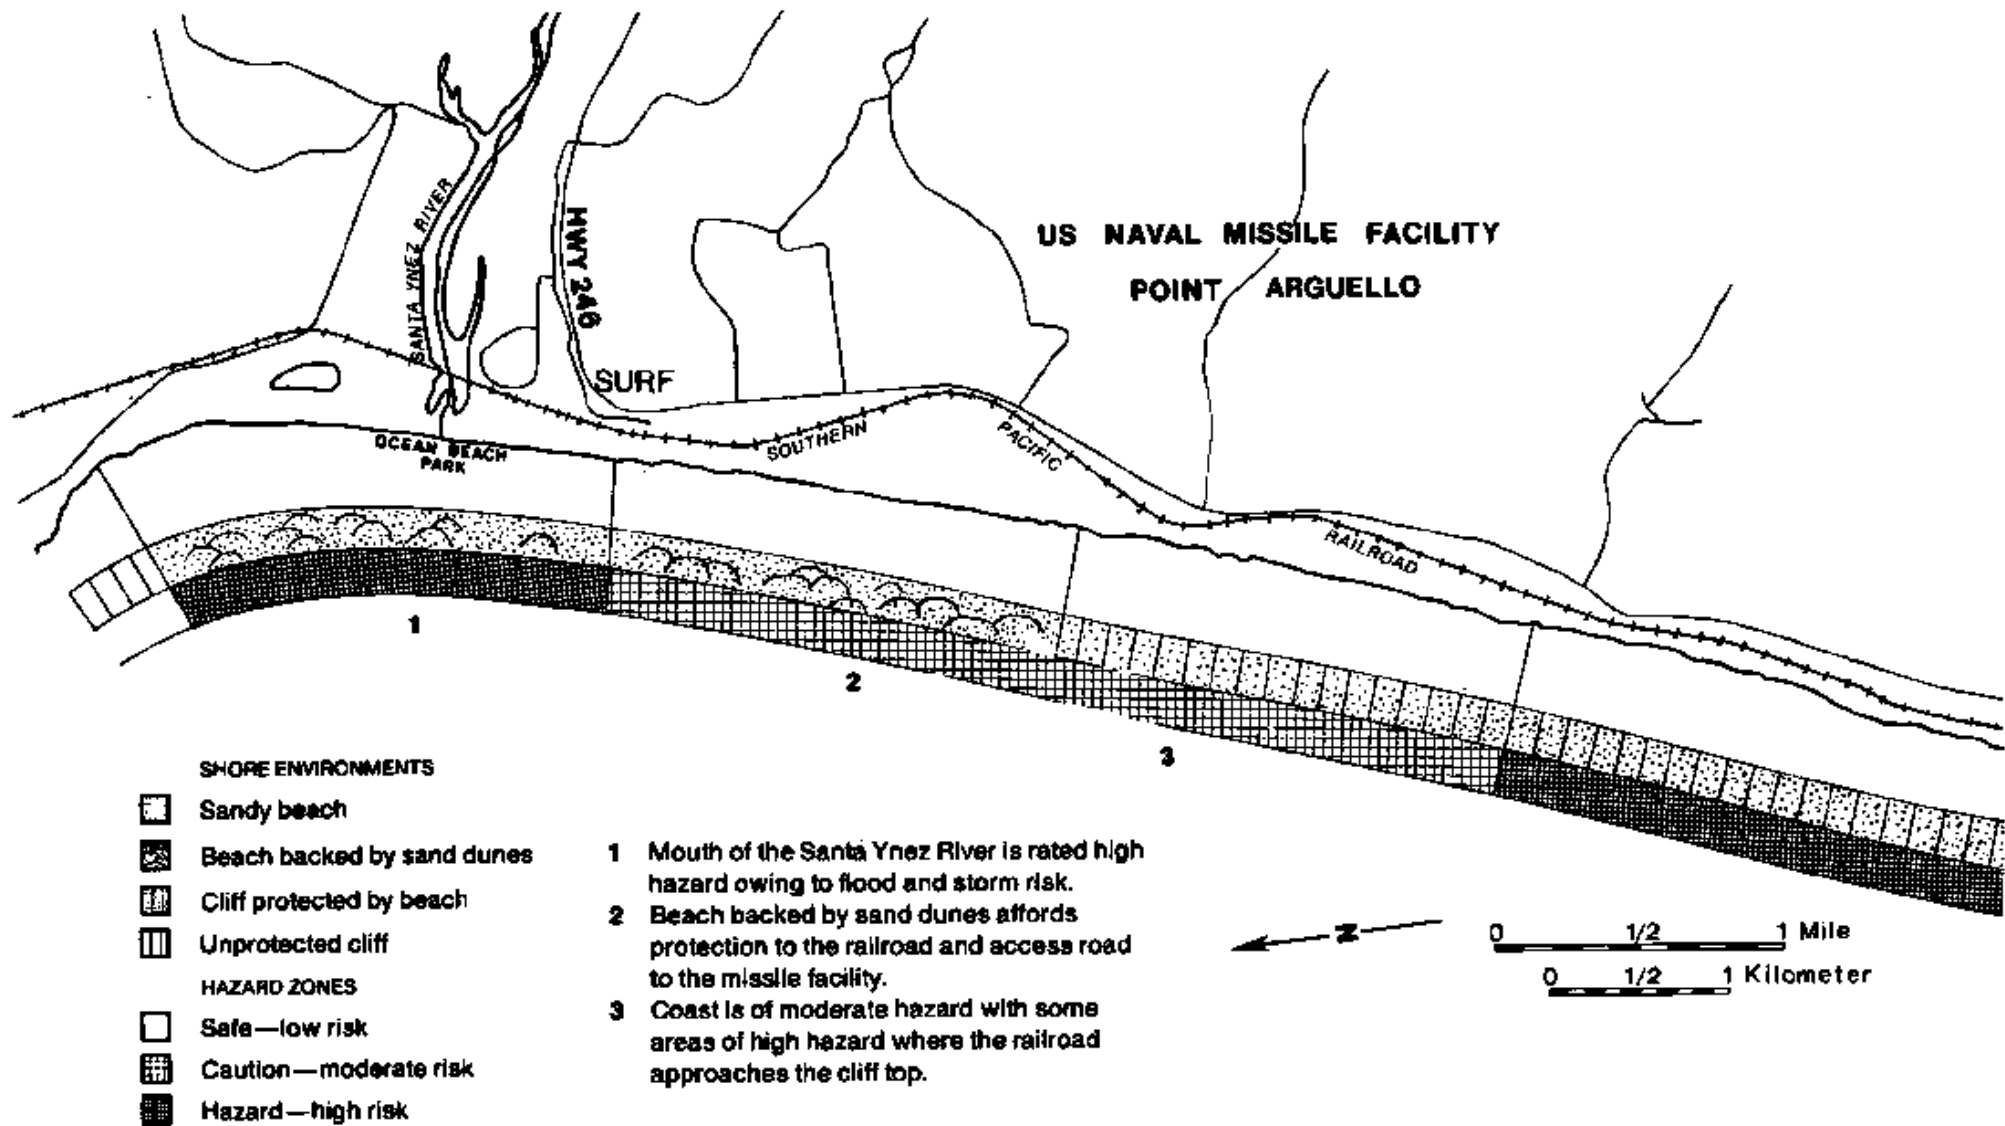 SANTA YNEZ RIVER
HWY 246
US NAVAL MISSILE FACILITY
POINT ARGUELLO
SURF
OCEAN BEACH
PARK
SOUTHERN
PACIFIC
RAILROAD
1
2
3
SHORE ENVIRONMENTS
Sandy beach
Beach backed by sand dunes
Cliff protected by beach
Unprotected cliff
HAZARD ZONES
Safe—low risk
Caution—moderate risk
Hazard—high risk
1 Mouth of the Santa Ynez River is rated high
hazard owing to flood and storm risk.
2 Beach backed by sand dunes affords
protection to the railroad and access road
to the missile facility.
3 Coast is of moderate hazard with some
areas of high hazard where the railroad
approaches the cliff top.
N
0 1/2 1 Mile
0 1/2 1 Kilometer